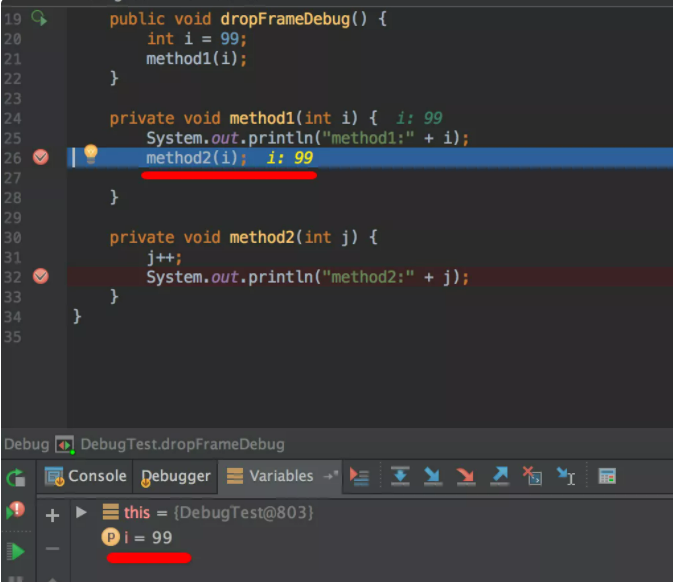 19 public void dropFrameDebug() {
20 int i = 99;
21 method1(i);
22 }
23
24 private void method1(int i) { i: 99
25 System.out.println("method1:" + i);
26 method2(i); i: 99
27
28 }
29
30 private void method2(int j) {
31 j++;
32 System.out.println("method2:" + j);
33 }
34 }
35
Debug DebugTest.dropFrameDebug
Console Debugger Variables
this = {DebugTest@803}
P i = 99